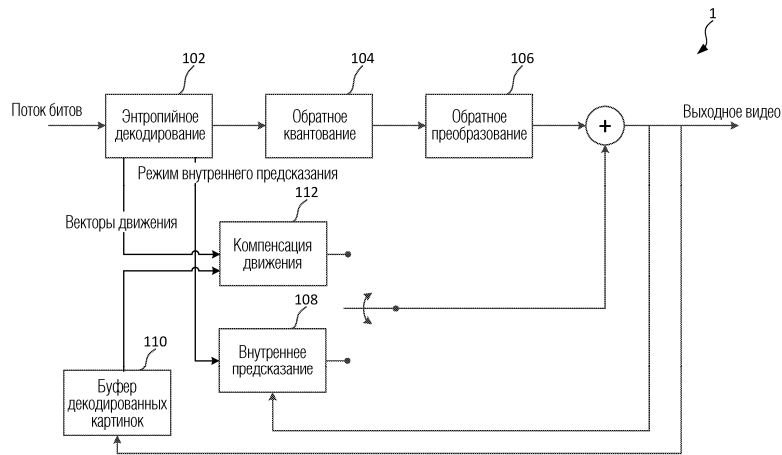 1
102
104
106
Поток битов
Энтропийное
декодирование
Обратное
квантование
Обратное
преобразование
+
Выходное видео
Режим внутреннего предсказания
112
Векторы движения
Компенсация
движения
108
110
Внутреннее
предсказание
Буфер
декодированных
картинок